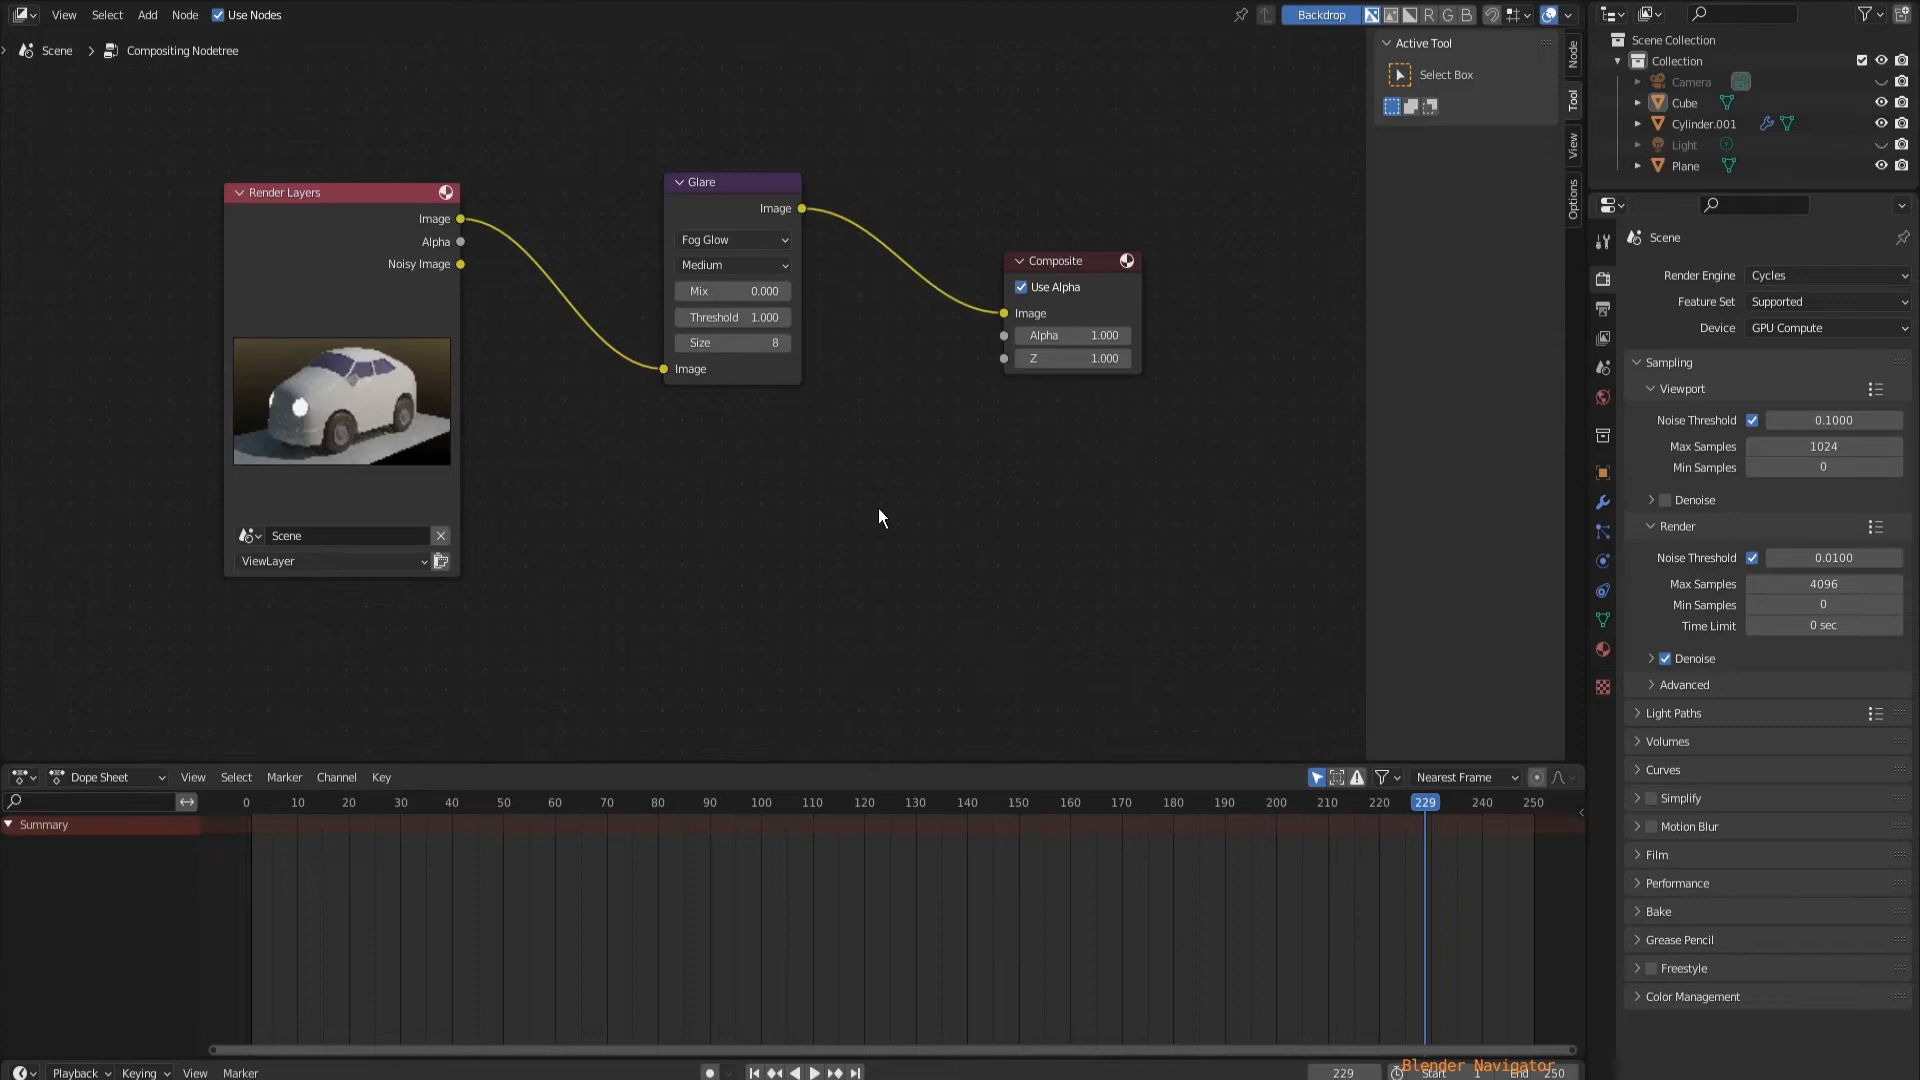 View Select Add Node Use Nodes Backdrop R G B
Scene Compositing Nodetree
Active Tool
Select Box
Node
Tool
View
Options
Render Layers
Image
Alpha
Noisy Image
Scene
ViewLayer
Glare
Image
Fog Glow
Medium
Mix 0.000
Threshold 1.000
Size 8
Image
Composite
Use Alpha
Image
Alpha 1.000
Z 1.000
Scene Collection
Collection
Camera
Cube
Cylinder.001
Light
Plane
Scene
Render Engine Cycles
Feature Set Supported
Device GPU Compute
Sampling
Viewport
Noise Threshold 0.1000
Max Samples 1024
Min Samples 0
Denoise
Render
Noise Threshold 0.0100
Max Samples 4096
Min Samples 0
Time Limit 0 sec
Denoise
Advanced
Light Paths
Volumes
Curves
Simplify
Motion Blur
Film
Performance
Bake
Grease Pencil
Freestyle
Color Management
Dope Sheet View Select Marker Channel Key Nearest Frame
0 10 20 30 40 50 60 70 80 90 100 110 120 130 140 150 160 170 180 190 200 210 220 229 240 250
Summary
Blender Navigator
Playback Keying View Marker 229 Start 1 End 250